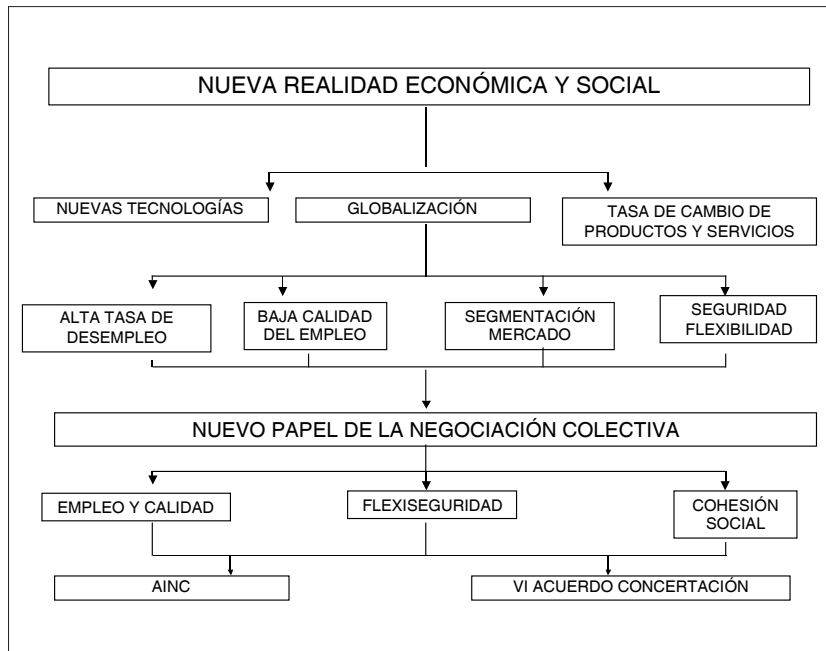 NUEVA REALIDAD ECONÓMICA Y SOCIAL
NUEVAS TECNOLOGÍAS
GLOBALIZACIÓN
TASA DE CAMBIO DE
PRODUCTOS Y SERVICIOS
ALTA TASA DE
DESEMPLEO
BAJA CALIDAD
DEL EMPLEO
SEGMENTACIÓN
MERCADO
SEGURIDAD
FLEXIBILIDAD
NUEVO PAPEL DE LA NEGOCIACIÓN COLECTIVA
EMPLEO Y CALIDAD
FLEXISEGURIDAD
COHESIÓN
SOCIAL
AINC
VI ACUERDO CONCERTACIÓN